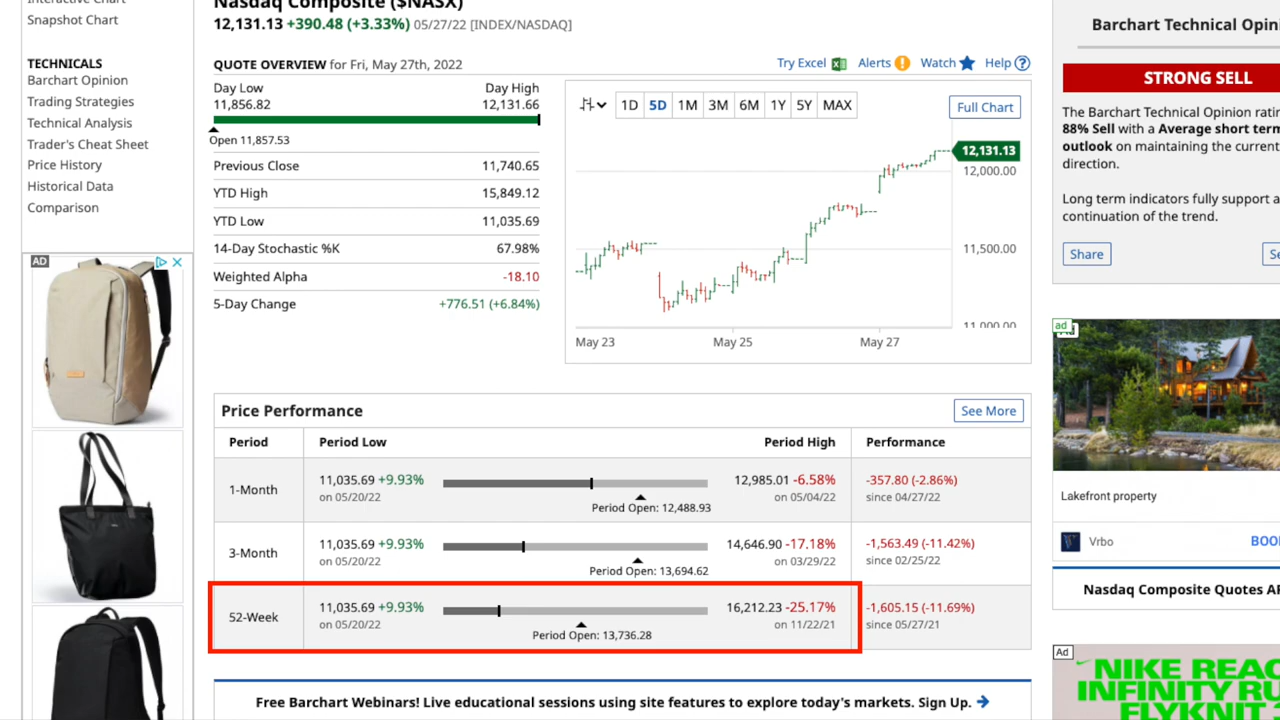 Interactive Chart
Snapshot Chart
TECHNICALS
Barchart Opinion
Trading Strategies
Technical Analysis
Trader's Cheat Sheet
Price History
Historical Data
Comparison
AD
Nasdaq Composite ($NASX)
12,131.13 +390.48 (+3.33%) 05/27/22 [INDEX/NASDAQ]
QUOTE OVERVIEW for Fri, May 27th, 2022
Try Excel Alerts Watch Help
Day Low Day High
11,856.82 12,131.66
Open 11,857.53
Previous Close 11,740.65
YTD High 15,849.12
YTD Low 11,035.69
14-Day Stochastic %K 67.98%
Weighted Alpha -18.10
5-Day Change +776.51 (+6.84%)
1D 5D 1M 3M 6M 1Y 5Y MAX
Full Chart
12,131.13
12,000.00
11,500.00
11,000.00
May 23 May 25 May 27
Price Performance
See More
Period Period Low Period High Performance
1-Month 11,035.69 +9.93% on 05/20/22 Period Open: 12,488.93 12,985.01 -6.58% on 05/04/22 -357.80 (-2.86%) since 04/27/22
3-Month 11,035.69 +9.93% on 05/20/22 Period Open: 13,694.62 14,646.90 -17.18% on 03/29/22 -1,563.49 (-11.42%) since 02/25/22
52-Week 11,035.69 +9.93% on 05/20/22 Period Open: 13,736.28 16,212.23 -25.17% on 11/22/21 -1,605.15 (-11.69%) since 05/27/21
Free Barchart Webinars! Live educational sessions using site features to explore today's markets. Sign Up.
Barchart Technical Opini
STRONG SELL
The Barchart Technical Opinion ratin
88% Sell with a Average short term
outlook on maintaining the current
direction.
Long term indicators fully support a
continuation of the trend.
Share
Se
ad
Ad
Lakefront property
Vrbo
BOO
Nasdaq Composite Quotes AR
Ad
NIKE REAC
INFINITY RU
FLYKNIT